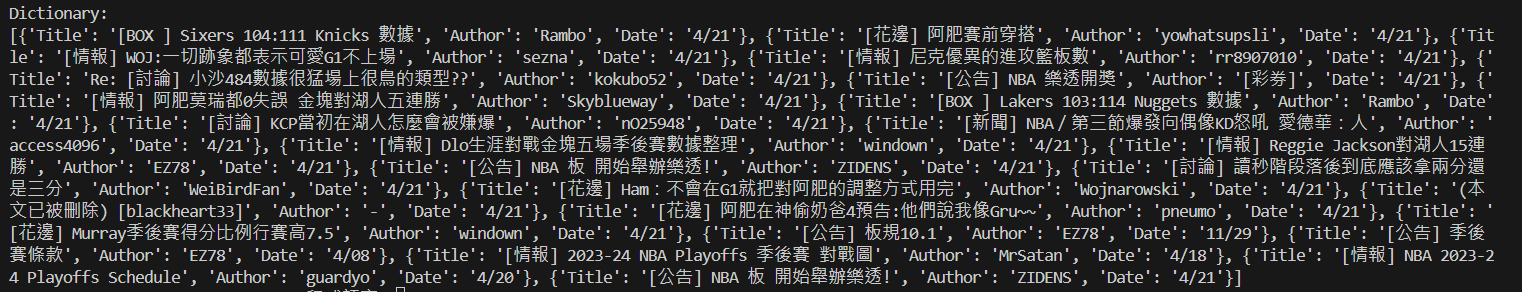 Dictionary:
[{'Title': '[BOX ] Sixers 104:111 Knicks 數據', 'Author': 'Rambo', 'Date': '4/21'}, {'Title': '[花邊] 阿肥賽前穿搭', 'Author': 'yowhatsupsli', 'Date': '4/21'}, {'Tit
le': '[情報] WOJ:一切跡象都表示可愛G1不上場', 'Author': 'sezna', 'Date': '4/21'}, {'Title': '[情報] 尼克優異的進攻籃板數', 'Author': 'rr8907010', 'Date': '4/21'}, {'
Title': 'Re: [討論] 小沙484數據很猛場上很鳥的類型??', 'Author': 'kokubo52', 'Date': '4/21'}, {'Title': '[公告] NBA 樂透開獎', 'Author': '[彩券]', 'Date': '4/21'}, {'
Title': '[情報] 阿肥莫瑞都0失誤 金塊對湖人五連勝', 'Author': 'Skyblueway', 'Date': '4/21'}, {'Title': '[BOX ] Lakers 103:114 Nuggets 數據', 'Author': 'Rambo', 'Date'
: '4/21'}, {'Title': '[討論] KCP當初在湖人怎麼會被嫌爆', 'Author': 'nO25948', 'Date': '4/21'}, {'Title': '[新聞] NBA／第三節爆發向偶像KD怒吼 愛德華：人', 'Author': '
access4096', 'Date': '4/21'}, {'Title': '[情報] Dlo生涯對戰金塊五場季後賽數據整理', 'Author': 'windown', 'Date': '4/21'}, {'Title': '[情報] Reggie Jackson對湖人15連
勝', 'Author': 'EZ78', 'Date': '4/21'}, {'Title': '[公告] NBA 板 開始舉辦樂透!', 'Author': 'ZIDENS', 'Date': '4/21'}, {'Title': '[討論] 讀秒階段落後到底應該拿兩分還
是三分', 'Author': 'WeiBirdFan', 'Date': '4/21'}, {'Title': '[花邊] Ham：不會在G1就把對阿肥的調整方式用完', 'Author': 'Wojnarowski', 'Date': '4/21'}, {'Title': '(本
文已被刪除) [blackheart33]', 'Author': '-', 'Date': '4/21'}, {'Title': '[花邊] 阿肥在神偷奶爸4預告:他們說我像Gru~~', 'Author': 'pneumo', 'Date': '4/21'}, {'Title': '
[花邊] Murray季後賽得分比例行賽高7.5', 'Author': 'windown', 'Date': '4/21'}, {'Title': '[公告] 板規10.1', 'Author': 'EZ78', 'Date': '11/29'}, {'Title': '[公告] 季後
賽條款', 'Author': 'EZ78', 'Date': '4/08'}, {'Title': '[情報] 2023-24 NBA Playoffs 季後賽 對戰圖', 'Author': 'MrSatan', 'Date': '4/18'}, {'Title': '[情報] NBA 2023-2
4 Playoffs Schedule', 'Author': 'guardyo', 'Date': '4/20'}, {'Title': '[公告] NBA 板 開始舉辦樂透!', 'Author': 'ZIDENS', 'Date': '4/21'}]